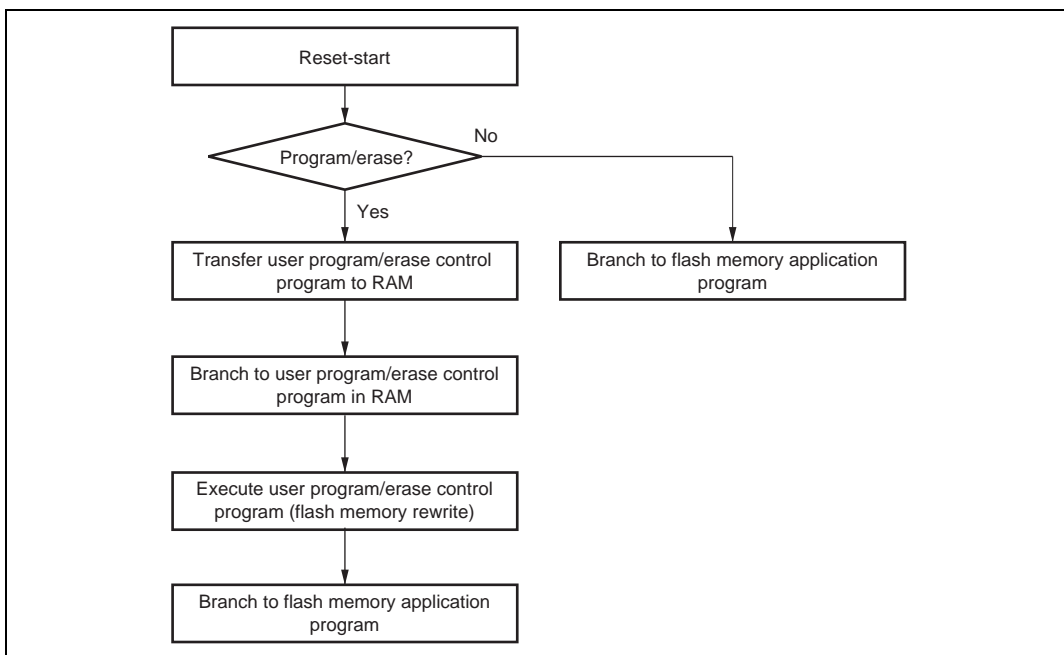 Reset-start
Program/erase?
No
Yes
Transfer user program/erase control
program to RAM
Branch to flash memory application
program
Branch to user program/erase control
program in RAM
Execute user program/erase control
program (flash memory rewrite)
Branch to flash memory application
program